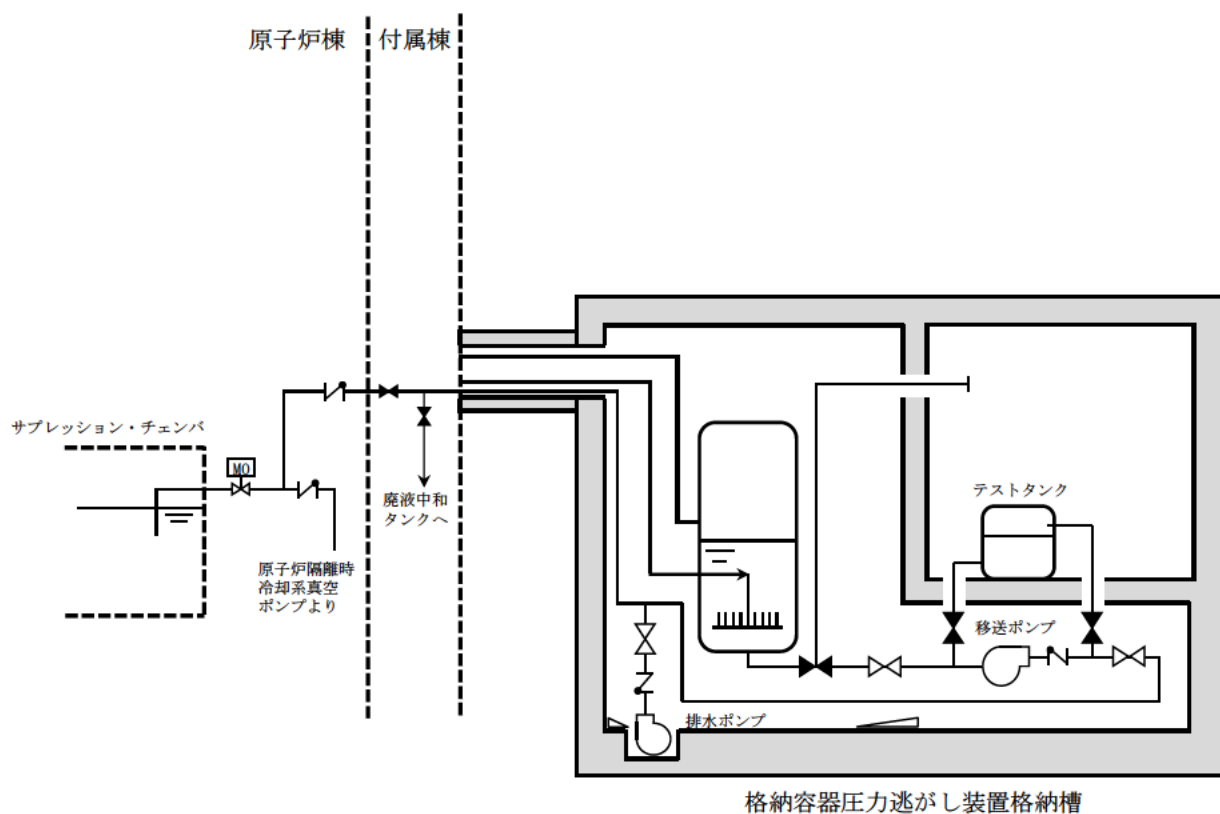 原子炉棟
付属棟
サプレッション・チェンバ
MO
廃液中和
タンクへ
原子炉隔離時
冷却系真空
ポンプより
テストタンク
移送ポンプ
排水ポンプ
格納容器圧力逃がし装置格納槽